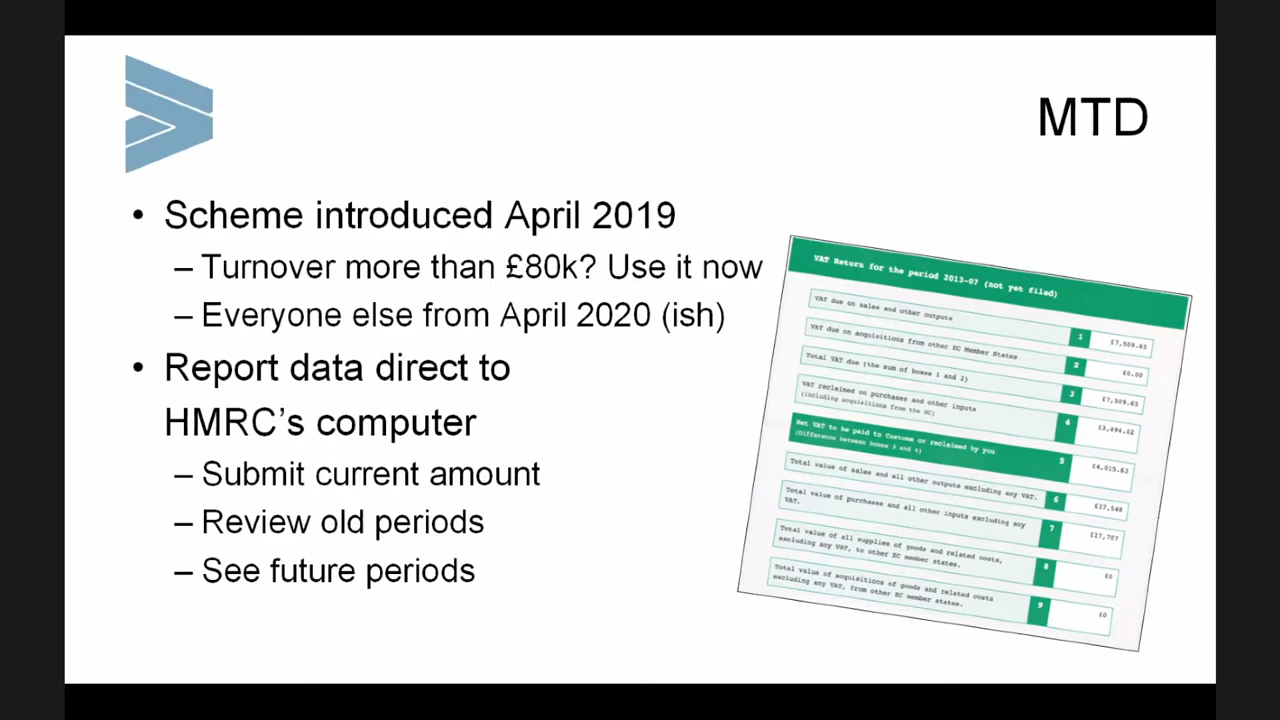 MTD
• Scheme introduced April 2019
– Turnover more than £80k? Use it now
– Everyone else from April 2020 (ish)
• Report data direct to
HMRC’s computer
– Submit current amount
– Review old periods
– See future periods
VAT Return for the period 2013-07 (not yet filed)
VAT due on sales and other outputs 1 £7,509.65
VAT due on acquisitions from other EC Member States 2 £0.00
Total VAT due (the sum of boxes 1 and 2) 3 £7,509.65
VAT reclaimed on purchases and other inputs
(including acquisitions from the EC) 4 £3,494.02
Net VAT to be paid to Customs or reclaimed by you
(Difference between boxes 3 and 4) 5 £4,015.63
Total value of sales and all other outputs excluding any VAT. 6 £37,548
Total value of purchases and all other inputs excluding any
VAT. 7 £17,707
Total value of all supplies of goods and related costs,
excluding any VAT, to other EC member states. 8 £0
Total value of acquisitions of goods and related costs
excluding any VAT, from other EC member states. 9 £0